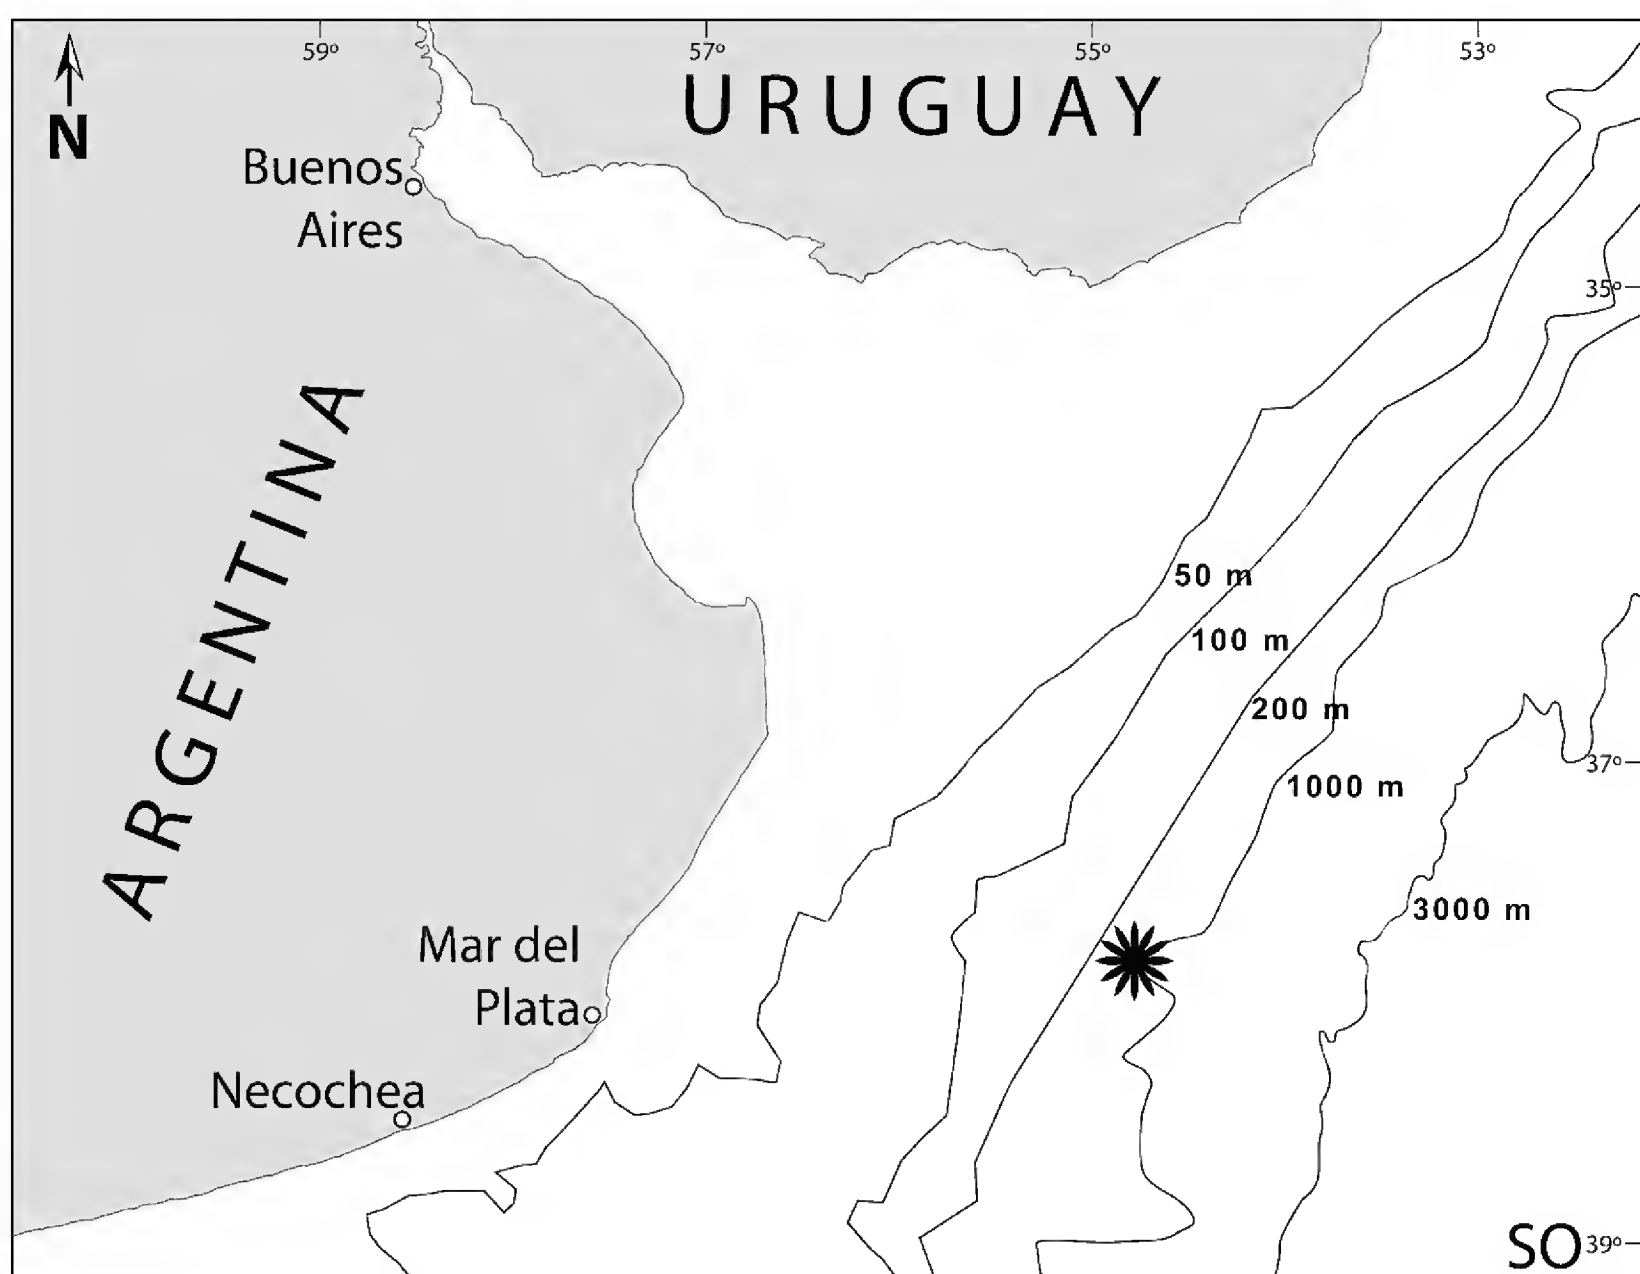 59º 57º 55º 53º
URUGUAY
N
Buenos
Aires
35º
ARGENTINA
50 m
100 m
200 m
37º
1000 m
3000 m
Mar del
Plata
Necochea
SO
39º